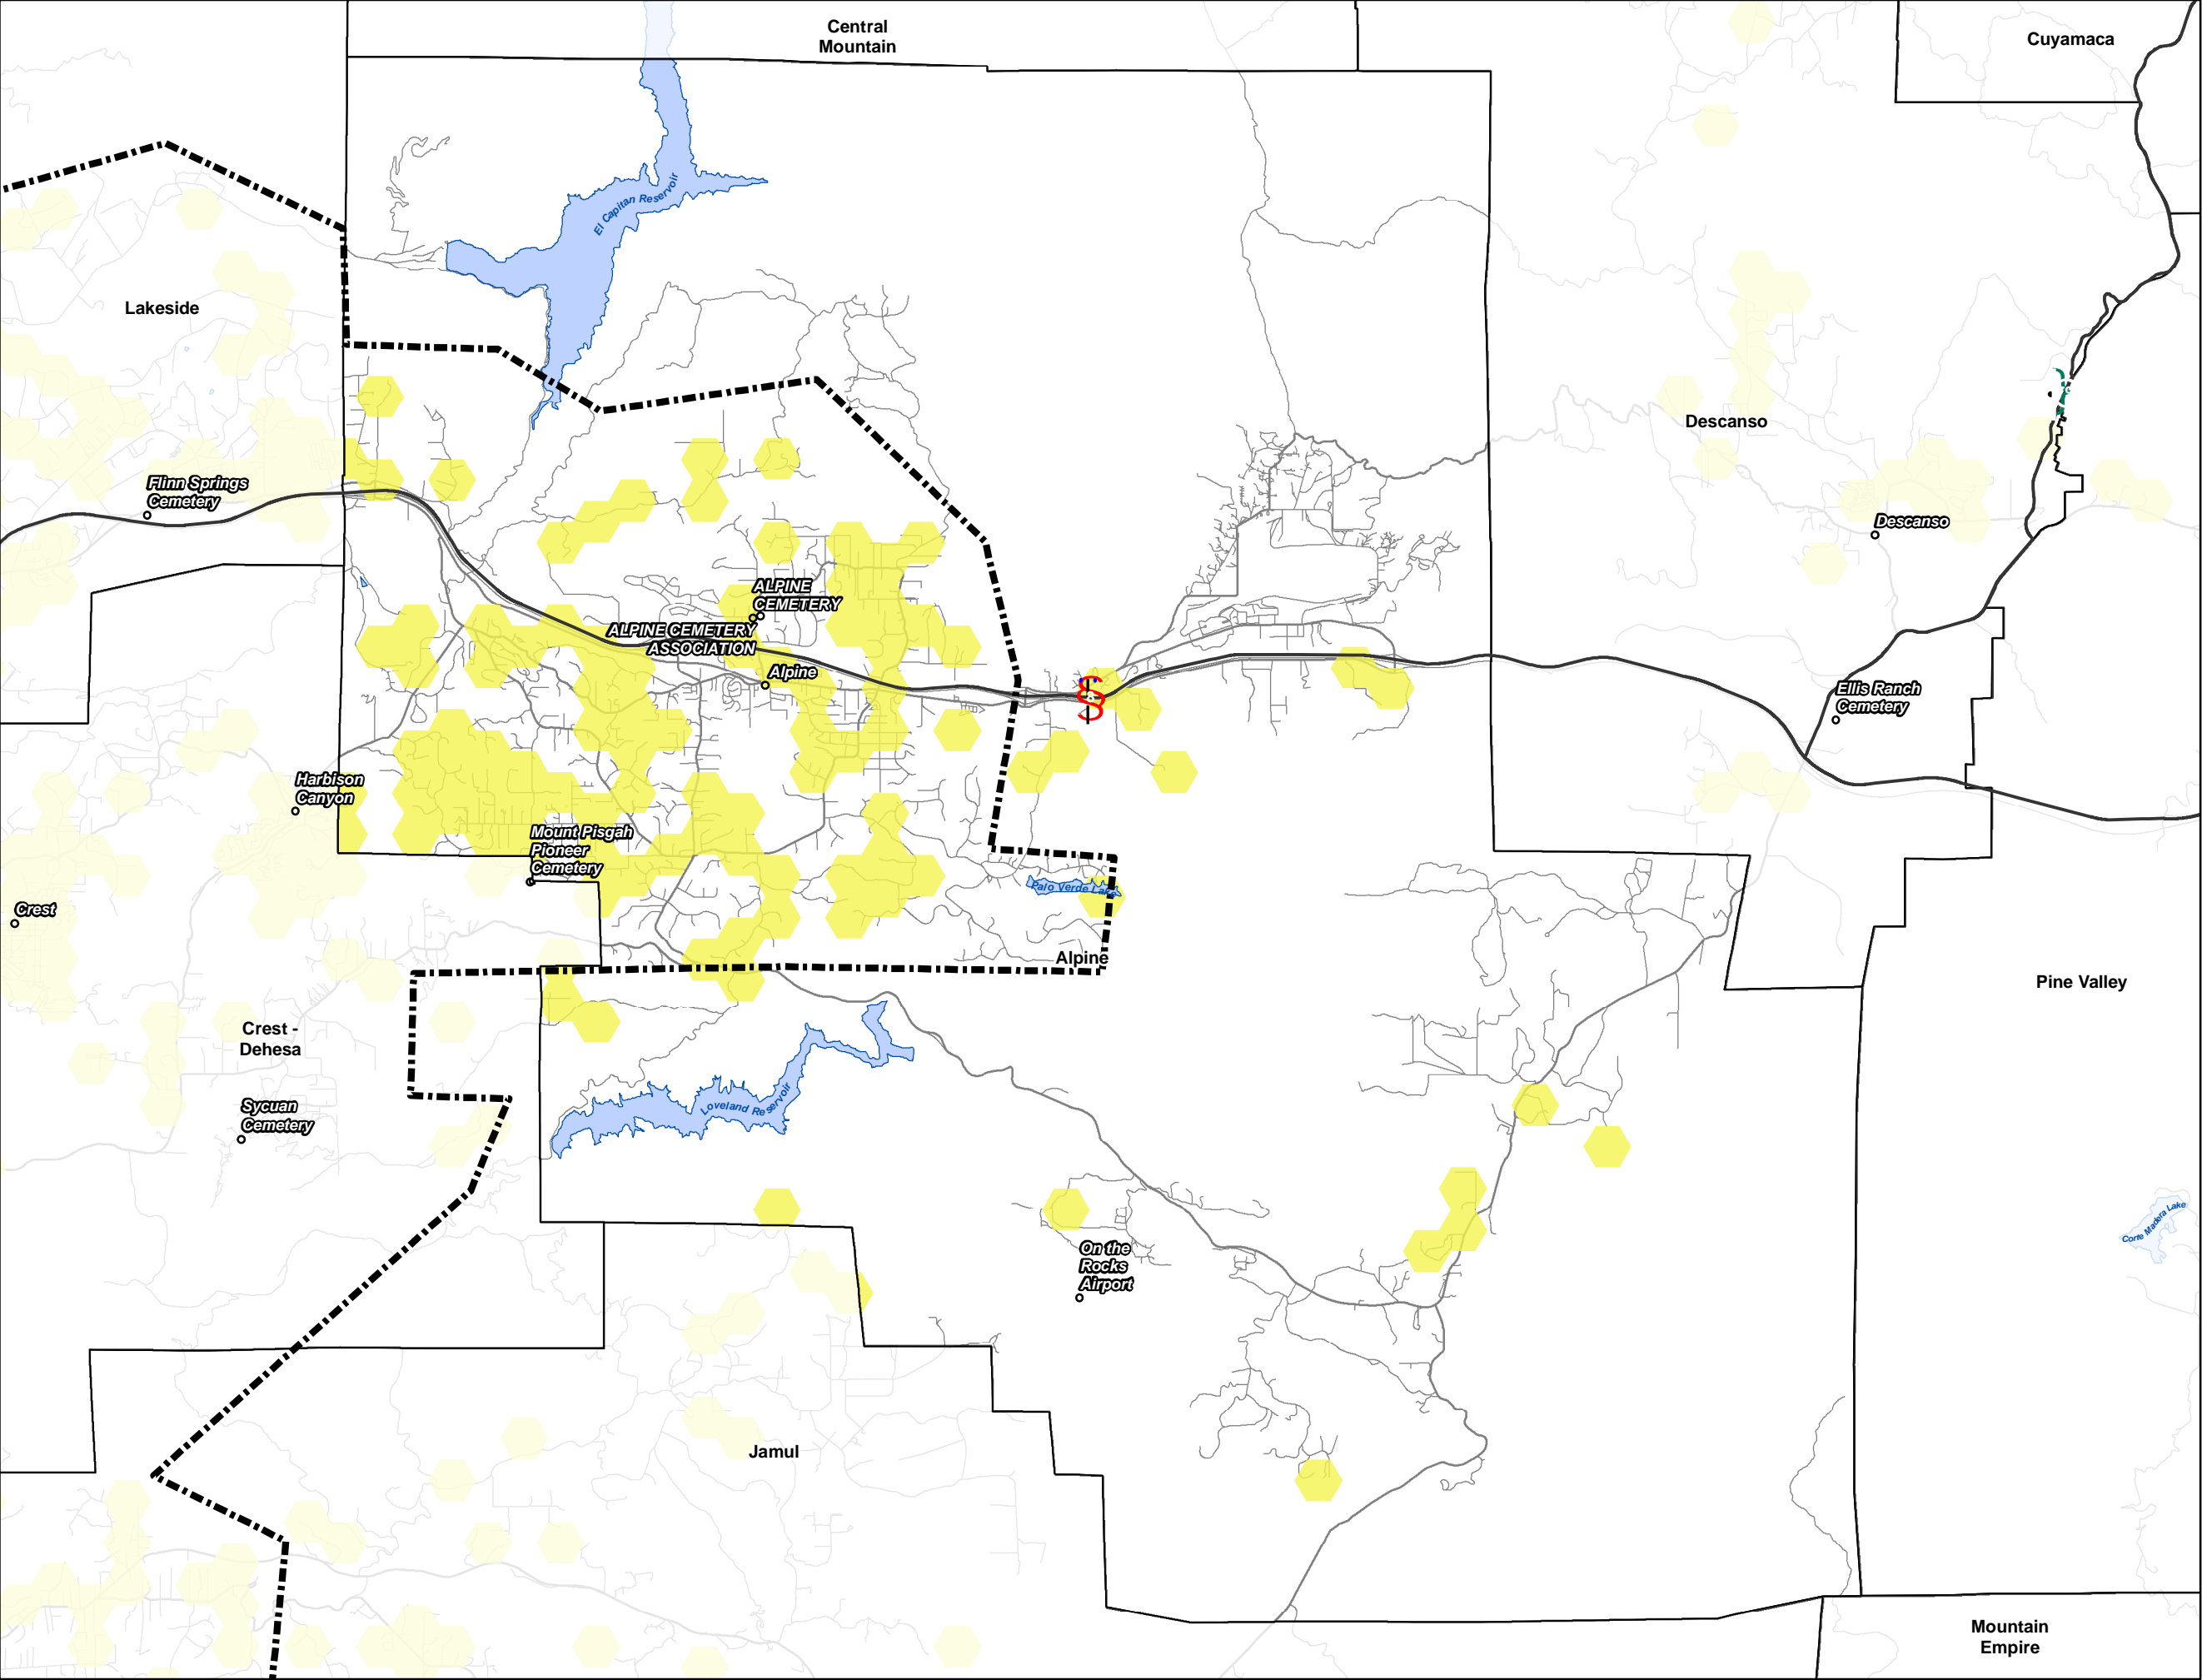 Central
Mountain
Cuyamaca
El Capitan Reservoir
Lakeside
Descanso
Flinn Springs
Cemetery
Descanso
ALPINE
CEMETERY
ALPINE CEMETERY
ASSOCIATION
Alpine
Ellis Ranch
Cemetery
Harbison
Canyon
Mount Pisgah
Pioneer
Cemetery
Palo Verde Lake
Crest
Alpine
Pine Valley
Crest -
Dehesa
Loveland Reservoir
Sycuan
Cemetery
Corte Madera Lake
On the
Rocks
Airport
Jamul
Mountain
Empire